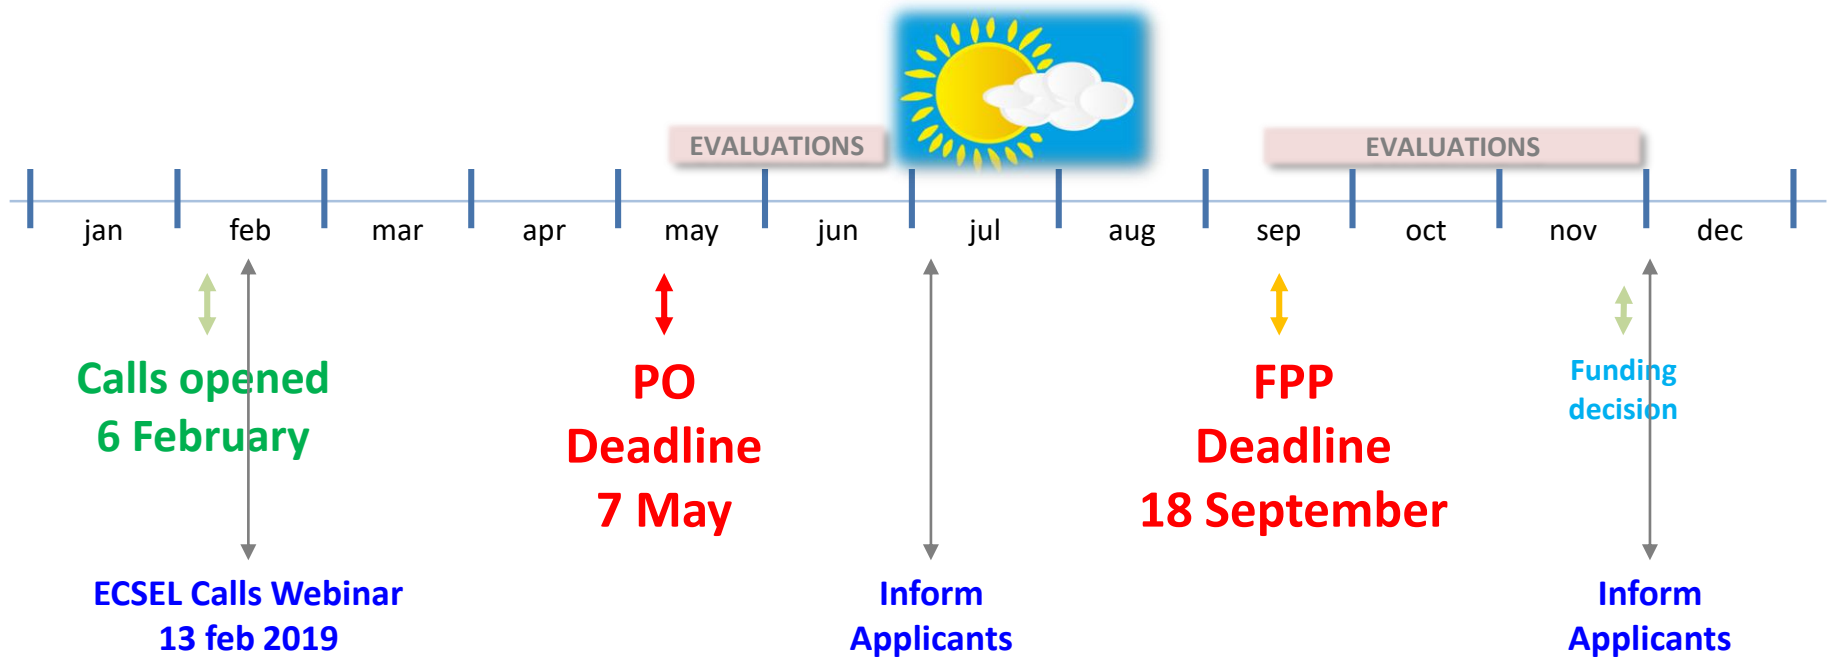 EVALUATIONS
EVALUATIONS
jan feb mar apr may jun jul aug sep oct nov dec
Calls opened
6 February
PO
Deadline
7 May
FPP
Deadline
18 September
Funding
decision
ECSEL Calls Webinar
13 feb 2019
Inform
Applicants
Inform
Applicants